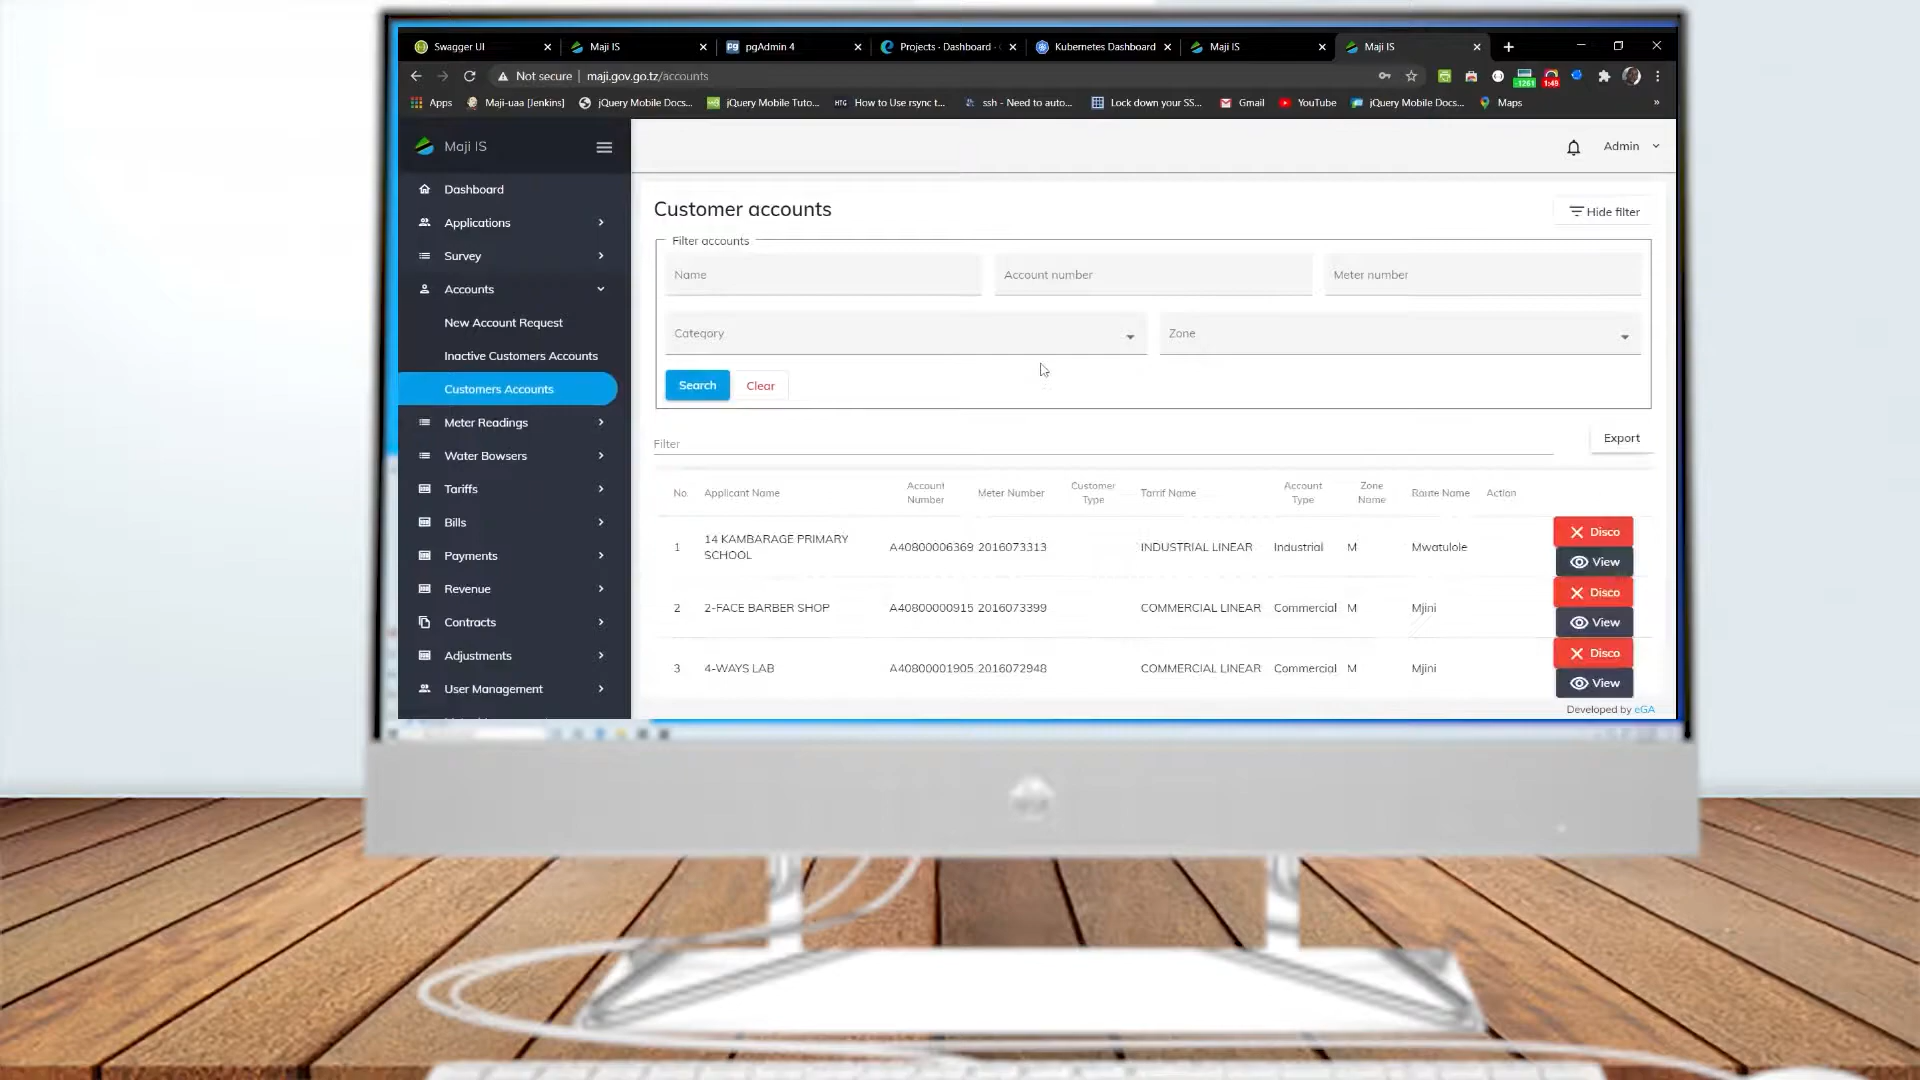 Swagger UI
Maji IS
pgAdmin 4
Projects - Dashboard -
Kubernetes Dashboard
Maji IS
Maji IS
Not secure | maji.gov.go.tz/accounts
-1261
1:49
Apps
Maji-uaa [Jenkins]
jQuery Mobile Docs...
jQuery Mobile Tuto...
HTG How to Use rsync t...
ssh - Need to auto...
Lock down your SS...
Gmail
YouTube
jQuery Mobile Docs...
Maps
»
Maji IS
Admin
Dashboard
Applications
Survey
Accounts
New Account Request
Inactive Customers Accounts
Customers Accounts
Meter Readings
Water Bowsers
Tariffs
Bills
Payments
Revenue
Contracts
Adjustments
User Management
Customer accounts
Hide filter
Filter accounts
Name
Account number
Meter number
Category
Zone
Search
Clear
Filter
Export
No. Applicant Name Account Number Meter Number Customer Type Tarrif Name Account Type Zone Name Route Name Action
1 14 KAMBARAGE PRIMARY SCHOOL A40800006369 2016073313 INDUSTRIAL LINEAR Industrial M Mwatulole
Disco
View
2 2-FACE BARBER SHOP A40800000915 2016073399 COMMERCIAL LINEAR Commercial M Mjini
Disco
View
3 4-WAYS LAB A40800001905 2016072948 COMMERCIAL LINEAR Commercial M Mjini
Disco
View
Developed by eGA